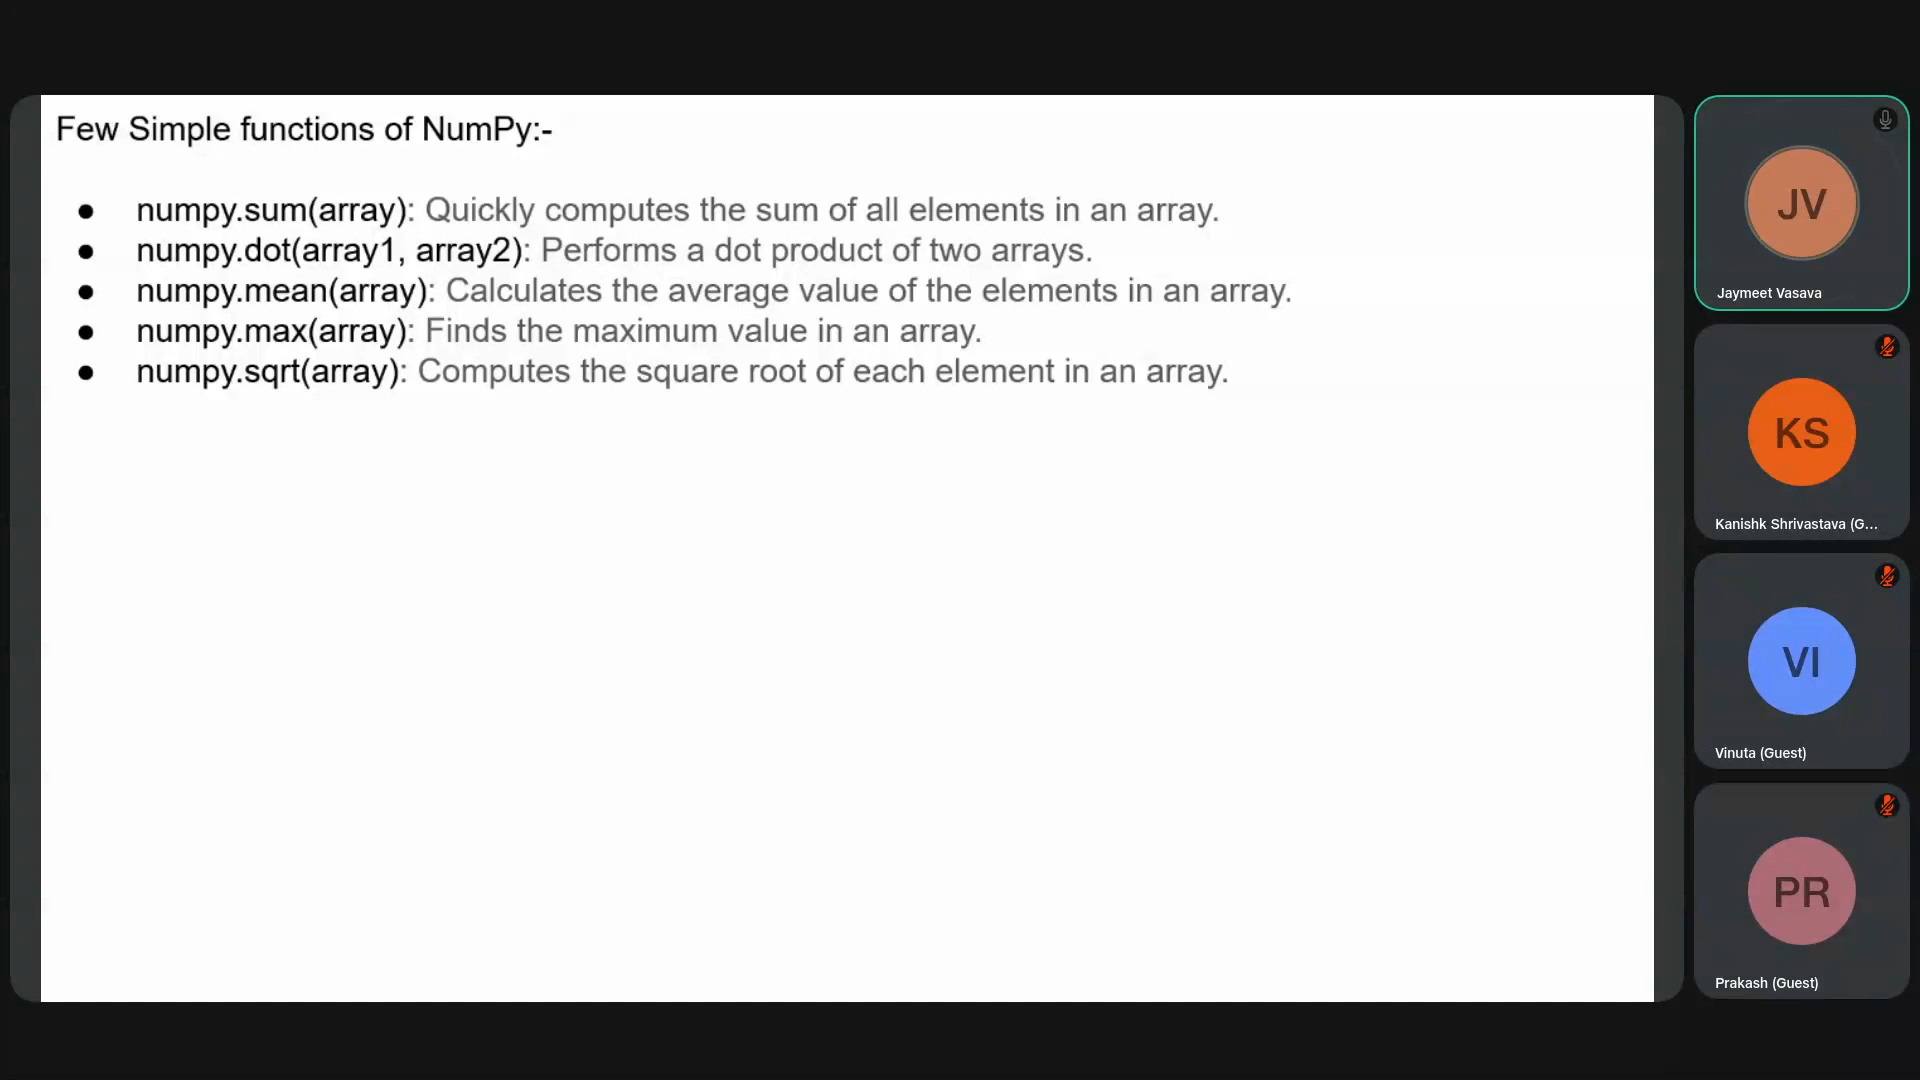 Few Simple functions of NumPy:-
● numpy.sum(array): Quickly computes the sum of all elements in an array.
● numpy.dot(array1, array2): Performs a dot product of two arrays.
● numpy.mean(array): Calculates the average value of the elements in an array.
● numpy.max(array): Finds the maximum value in an array.
● numpy.sqrt(array): Computes the square root of each element in an array.
JV
Jaymeet Vasava
KS
Kanishk Shrivastava (G...
VI
Vinuta (Guest)
PR
Prakash (Guest)